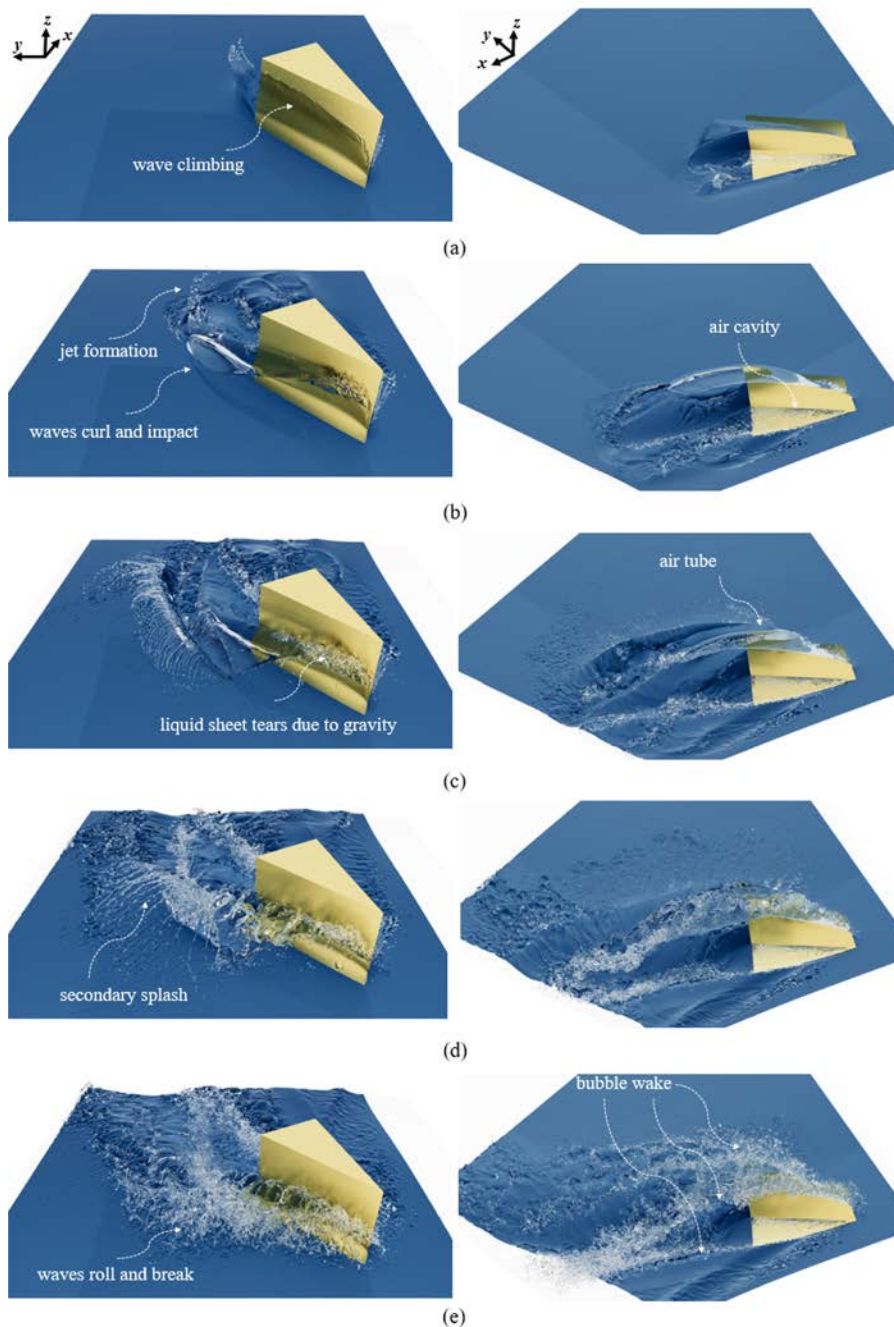 z
x
y
z
y
x
wave climbing
(a)
jet formation
waves curl and impact
air cavity
(b)
air tube
liquid sheet tears due to gravity
(c)
secondary splash
(d)
bubble wake
waves roll and break
(e)